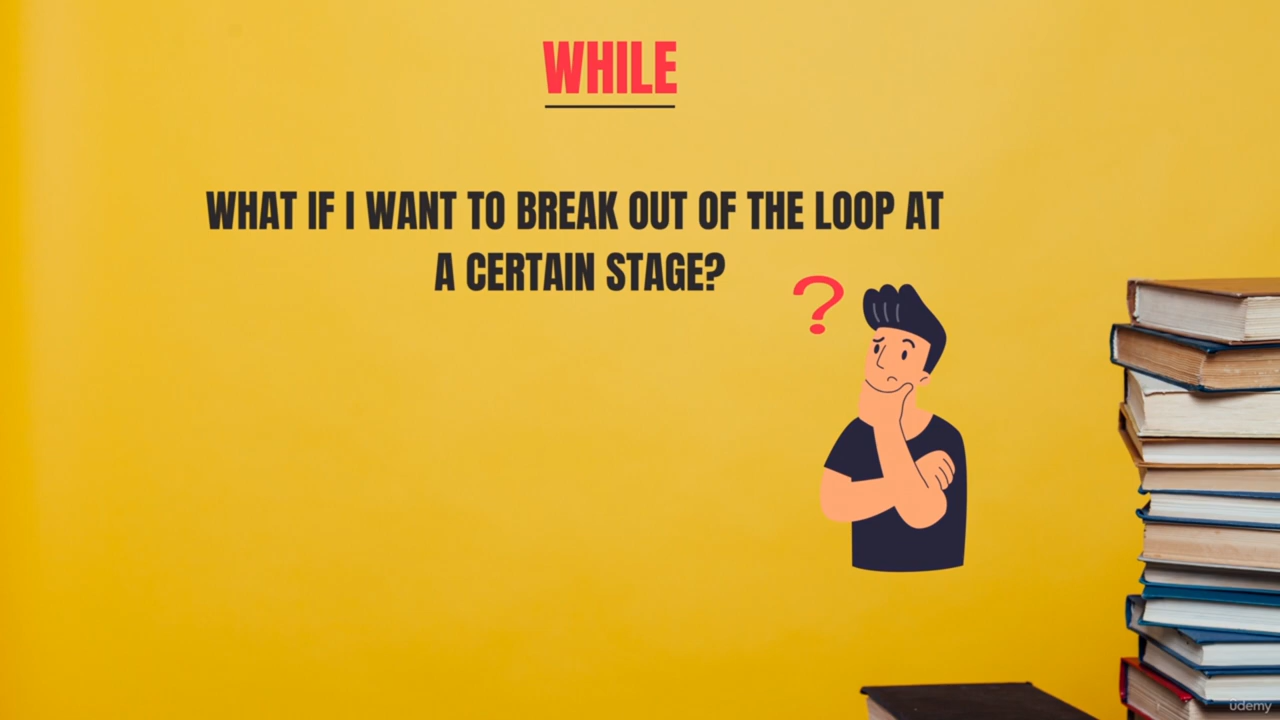 WHILE
WHAT IF I WANT TO BREAK OUT OF THE LOOP AT
A CERTAIN STAGE?
?
udemy